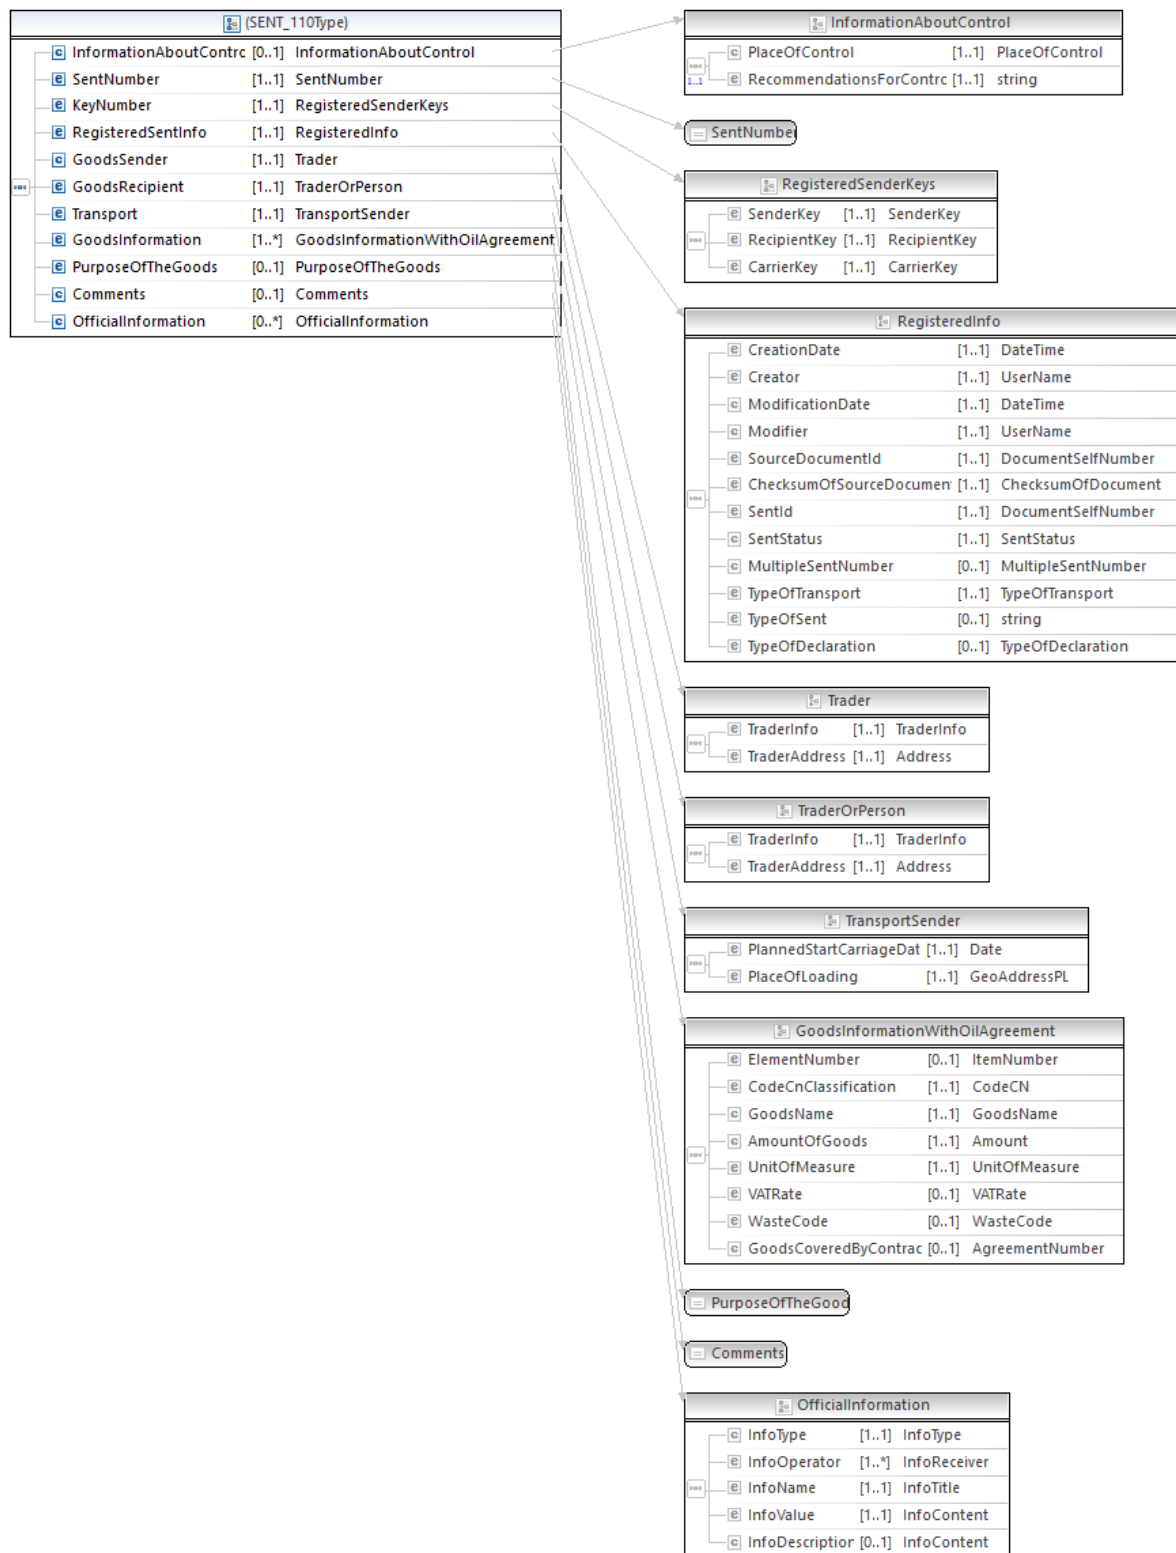 (SENT_110Type)
InformationAboutContrc [0..1] InformationAboutControl
SentNumber [1..1] SentNumber
KeyNumber [1..1] RegisteredSenderKeys
RegisteredSentInfo [1..1] RegisteredInfo
GoodsSender [1..1] Trader
GoodsRecipient [1..1] TraderOrPerson
Transport [1..1] TransportSender
GoodsInformation [1..*] GoodsInformationWithOilAgreement
PurposeOfTheGoods [0..1] PurposeOfTheGoods
Comments [0..1] Comments
OfficialInformation [0..*] OfficialInformation
InformationAboutControl
PlaceOfControl [1..1] PlaceOfControl
1..1
RecommendationsForContrc [1..1] string
SentNumber
RegisteredSenderKeys
SenderKey [1..1] SenderKey
RecipientKey [1..1] RecipientKey
CarrierKey [1..1] CarrierKey
RegisteredInfo
CreationDate [1..1] DateTime
Creator [1..1] UserName
ModificationDate [1..1] DateTime
Modifier [1..1] UserName
SourceDocumentId [1..1] DocumentSelfNumber
ChecksumOfSourceDocument [1..1] ChecksumOfDocument
SentId [1..1] DocumentSelfNumber
SentStatus [1..1] SentStatus
MultipleSentNumber [0..1] MultipleSentNumber
TypeOfTransport [1..1] TypeOfTransport
TypeOfSent [0..1] string
TypeOfDeclaration [0..1] TypeOfDeclaration
Trader
TraderInfo [1..1] TraderInfo
TraderAddress [1..1] Address
TraderOrPerson
TraderInfo [1..1] TraderInfo
TraderAddress [1..1] Address
TransportSender
PlannedStartCarriageDat [1..1] Date
PlaceOfLoading [1..1] GeoAddressPL
GoodsInformationWithOilAgreement
ElementNumber [0..1] ItemNumber
CodeCnClassification [1..1] CodeCN
GoodsName [1..1] GoodsName
AmountOfGoods [1..1] Amount
UnitOfMeasure [1..1] UnitOfMeasure
VATRate [0..1] VATRate
WasteCode [0..1] WasteCode
GoodsCoveredByContrac [0..1] AgreementNumber
PurposeOfTheGood
Comments
OfficialInformation
InfoType [1..1] InfoType
InfoOperator [1..*] InfoReceiver
InfoName [1..1] InfoTitle
InfoValue [1..1] InfoContent
InfoDescription [0..1] InfoContent